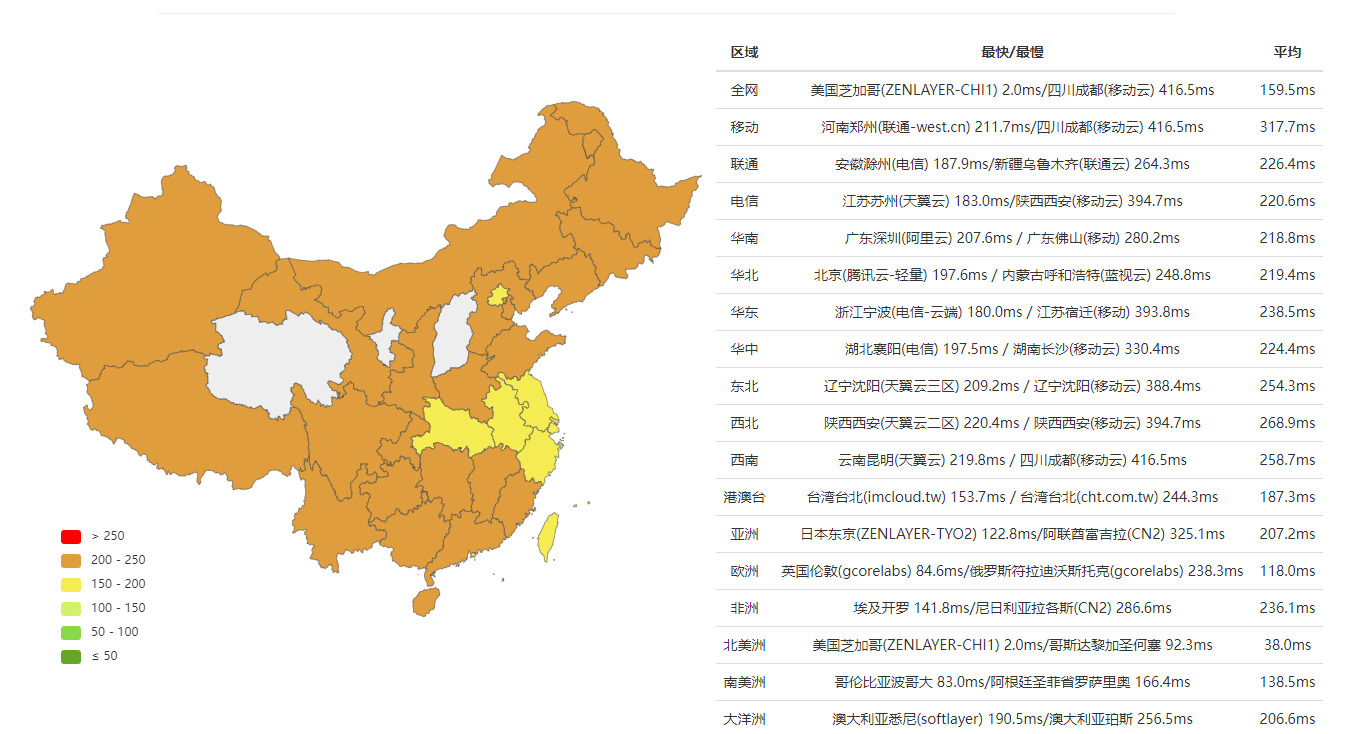 区域 最快/最慢 平均
全网 美国芝加哥(ZENLAYER-CHI1) 2.0ms/四川成都(移动云) 416.5ms 159.5ms
移动 河南郑州(联通-west.cn) 211.7ms/四川成都(移动云) 416.5ms 317.7ms
联通 安徽滁州(电信) 187.9ms/新疆乌鲁木齐(联通云) 264.3ms 226.4ms
电信 江苏苏州(天翼云) 183.0ms/陕西西安(移动云) 394.7ms 220.6ms
华南 广东深圳(阿里云) 207.6ms / 广东佛山(移动) 280.2ms 218.8ms
华北 北京(腾讯云-轻量) 197.6ms / 内蒙古呼和浩特(蓝视云) 248.8ms 219.4ms
华东 浙江宁波(电信-云端) 180.0ms / 江苏宿迁(移动) 393.8ms 238.5ms
华中 湖北襄阳(电信) 197.5ms / 湖南长沙(移动云) 330.4ms 224.4ms
东北 辽宁沈阳(天翼云三区) 209.2ms / 辽宁沈阳(移动云) 388.4ms 254.3ms
西北 陕西西安(天翼云二区) 220.4ms / 陕西西安(移动云) 394.7ms 268.9ms
西南 云南昆明(天翼云) 219.8ms / 四川成都(移动云) 416.5ms 258.7ms
港澳台 台湾台北(imcloud.tw) 153.7ms / 台湾台北(cht.com.tw) 244.3ms 187.3ms
亚洲 日本东京(ZENLAYER-TYO2) 122.8ms/阿联酋富吉拉(CN2) 325.1ms 207.2ms
欧洲 英国伦敦(gcorelabs) 84.6ms/俄罗斯符拉迪沃斯托克(gcorelabs) 238.3ms 118.0ms
非洲 埃及开罗 141.8ms/尼日利亚拉各斯(CN2) 286.6ms 236.1ms
北美洲 美国芝加哥(ZENLAYER-CHI1) 2.0ms/哥斯达黎加圣何塞 92.3ms 38.0ms
南美洲 哥伦比亚波哥大 83.0ms/阿根廷圣菲省罗萨里奥 166.4ms 138.5ms
大洋洲 澳大利亚悉尼(softlayer) 190.5ms/澳大利亚珀斯 256.5ms 206.6ms
> 250
200 - 250
150 - 200
100 - 150
50 - 100
≤ 50